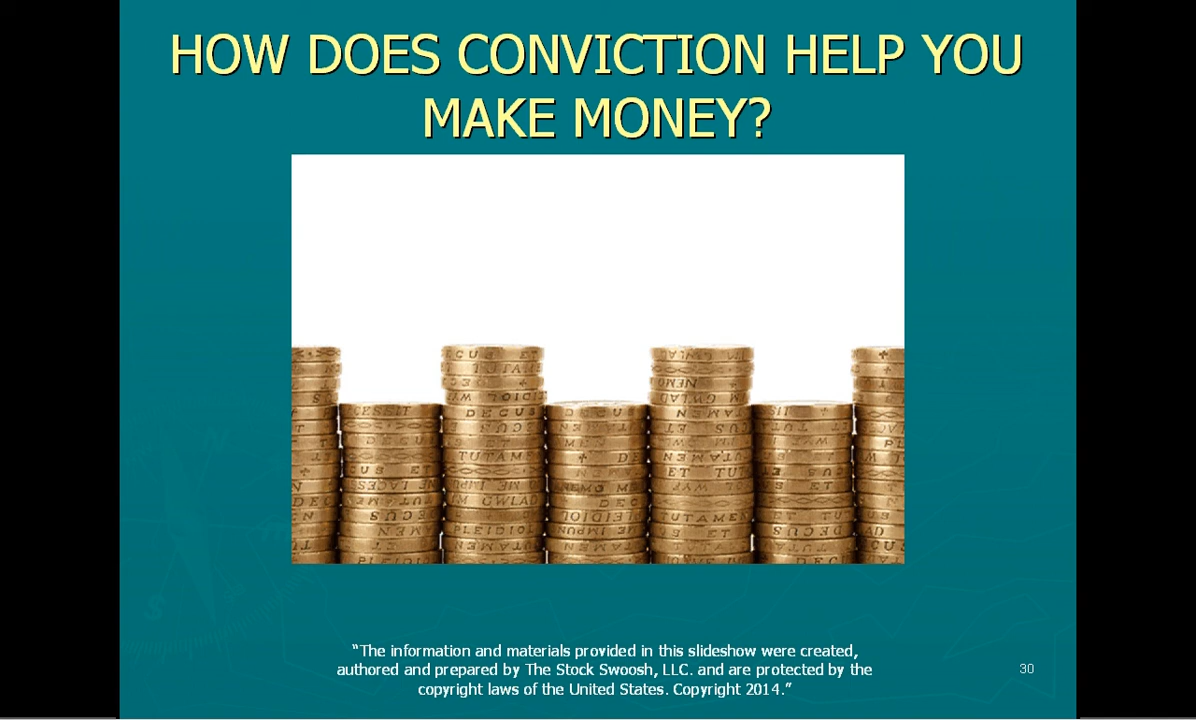 HOW DOES CONVICTION HELP YOU
MAKE MONEY?
“The information and materials provided in this slideshow were created,
authored and prepared by The Stock Swoosh, LLC. and are protected by the
copyright laws of the United States. Copyright 2014.”
30